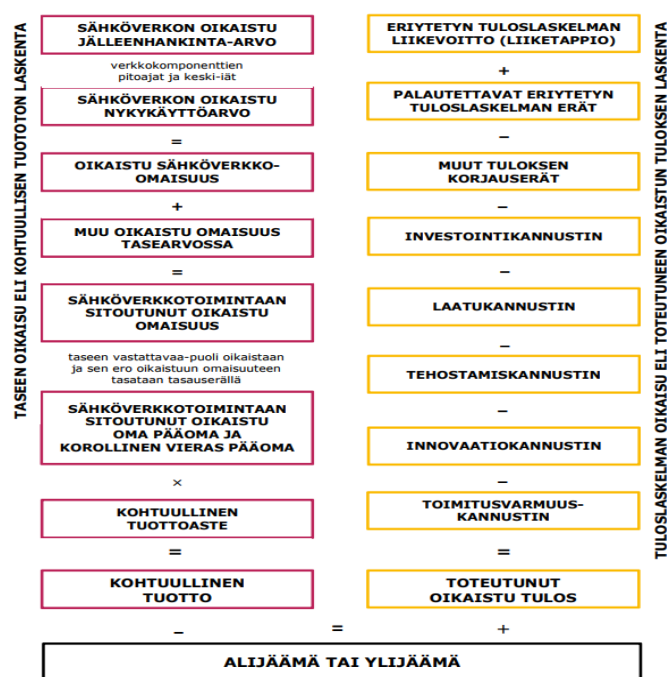 TASEEN OIKAISU ELI KOHTUULLISEN TUOTOTON LASKENTA
SÄHKÖVERKON OIKAISTU
JÄLLEENHANKINTA-ARVO
verkkokomponenttien
pitoajat ja keski-iät
SÄHKÖVERKON OIKAISTU
NYKYKÄYTTÖARVO
=
OIKAISTU SÄHKÖVERKKO-
OMAISUUS
+
MUU OIKAISTU OMAISUUS
TASEARVOSSA
=
SÄHKÖVERKKOTOIMINTAAN
SITOUTUNUT OIKAISTU
OMAISUUS
taseen vastattavaa-puoli oikaistaan
ja sen ero oikaistuun omaisuuteen
tasataan tasauserällä
SÄHKÖVERKKOTOIMINTAAN
SITOUTUNUT OIKAISTU
OMA PÄÄOMA JA
KOROLLINEN VIERAS PÄÄOMA
×
KOHTUULLINEN
TUOTTOASTE
=
KOHTUULLINEN
TUOTTO
ERIYTETYN TULOSLASKELMAN
LIIKEVOITTO (LIIKETAPPIO)
+
PALAUTETTAVAT ERIYTETYN
TULOSLASKELMAN ERÄT
−
MUUT TULOKSEN
KORJAUSERÄT
−
INVESTOINTIKANNUSTIN
−
LAATUKANNUSTIN
−
TEHOSTAMISKANNUSTIN
−
INNOVAATIOKANNUSTIN
−
TOIMITUSVARMUUS-
KANNUSTIN
=
TOTEUTUNUT
OIKAISTU TULOS
TULOSLASKELMAN OIKAISU ELI TOTEUTUNEEN OIKAISTUN TULOKSEN LASKENTA
− = +
ALIJÄÄMÄ TAI YLIJÄÄMÄ